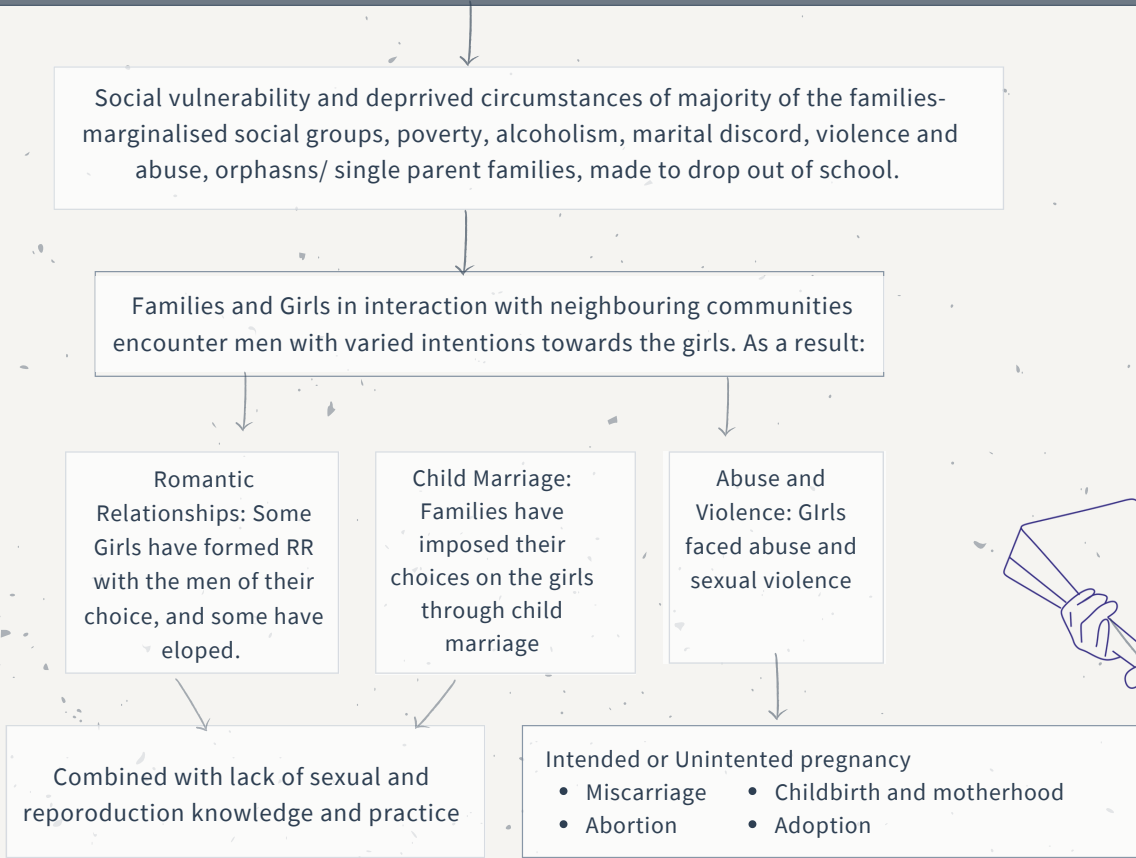 Social vulnerability and deprrived circumstances of majority of the families-
marginalised social groups, poverty, alcoholism, marital discord, violence and
abuse, orphasns/ single parent families, made to drop out of school.
Families and Girls in interaction with neighbouring communities
encounter men with varied intentions towards the girls. As a result:
Romantic
Relationships: Some
Girls have formed RR
with the men of their
choice, and some have
eloped.
Child Marriage:
Families have
imposed their
choices on the girls
through child
marriage
Abuse and
Violence: GIrls
faced abuse and
sexual violence
Combined with lack of sexual and
reporoduction knowledge and practice
Intended or Unintented pregnancy
• Miscarriage
• Abortion
• Childbirth and motherhood
• Adoption